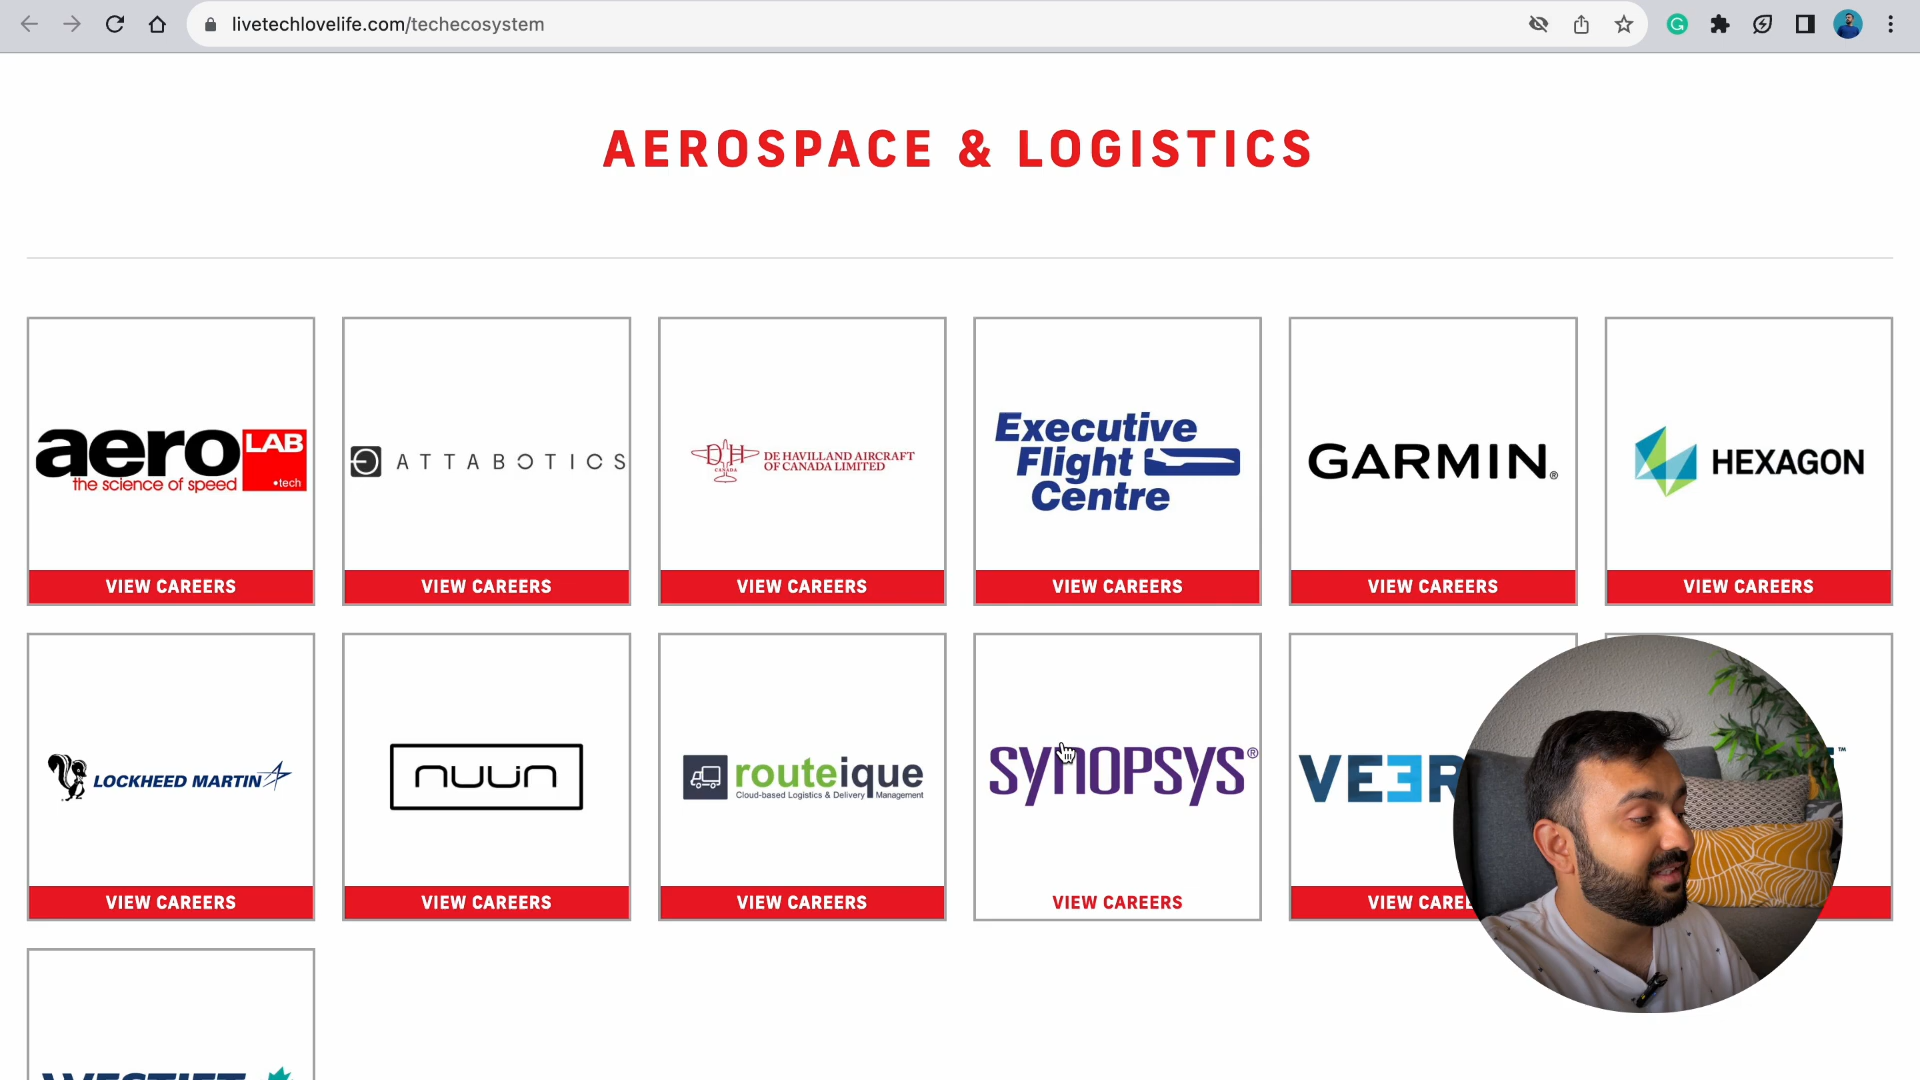 livetechlovelife.com/techecosystem
AEROSPACE & LOGISTICS
aero LAB
the science of speed •tech
VIEW CAREERS
ATTABOTICS
VIEW CAREERS
DH
CANADA
DE HAVILLAND AIRCRAFT
OF CANADA LIMITED
VIEW CAREERS
Executive
Flight
Centre
VIEW CAREERS
GARMIN®
VIEW CAREERS
HEXAGON
VIEW CAREERS
LOCKHEED MARTIN
VIEW CAREERS
nuun
VIEW CAREERS
routeique
Cloud-based Logistics & Delivery Management
VIEW CAREERS
SYNOPSYS®
VIEW CAREERS
VEER
VIEW CAREE
™
WESTJET